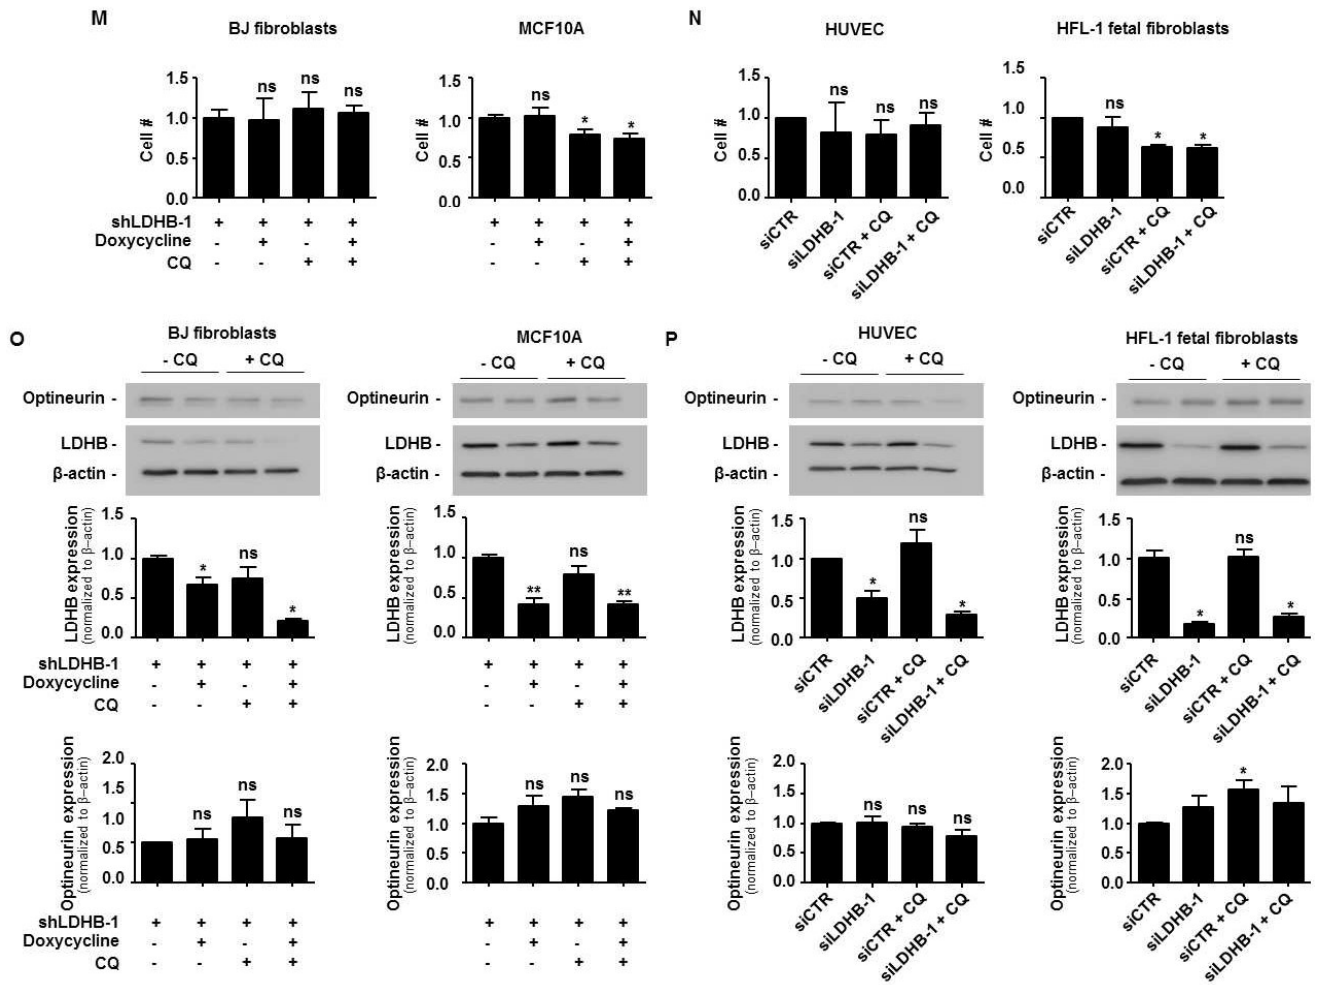 M
BJ fibroblasts
MCF10A
N
HUVEC
HFL-1 fetal fibroblasts
Cell #
1.5
1.0
0.5
0.0
ns
ns
ns
Cell #
1.5
1.0
0.5
0.0
ns
*
*
Cell #
1.5
1.0
0.5
0.0
ns
ns
ns
Cell #
1.5
1.0
0.5
0.0
ns
*
*
shLDHB-1 + + + + + + + +
Doxycycline - + - + - + - +
CQ - - + + - - + +
siCTR
siLDHB-1
siCTR + CQ
siLDHB-1 + CQ
siCTR
siLDHB-1
siCTR + CQ
siLDHB-1 + CQ
O
BJ fibroblasts
- CQ + CQ
Optineurin -
LDHB -
β-actin -
MCF10A
- CQ + CQ
Optineurin -
LDHB -
β-actin -
P
HUVEC
- CQ + CQ
Optineurin -
LDHB -
β-actin -
HFL-1 fetal fibroblasts
- CQ + CQ
Optineurin -
LDHB -
β-actin -
LDHB expression
(normalized to β–actin)
1.5
1.0
0.5
0.0
*
ns
*
LDHB expression
(normalized to β–actin)
1.5
1.0
0.5
0.0
**
ns
**
LDHB expression
(normalized to β–actin)
1.5
1.0
0.5
0.0
*
ns
*
LDHB expression
(normalized to β–actin)
1.5
1.0
0.5
0.0
*
ns
*
shLDHB-1 + + + + + + + +
Doxycycline - + - + - + - +
CQ - - + + - - + +
siCTR
siLDHB-1
siCTR + CQ
siLDHB-1 + CQ
siCTR
siLDHB-1
siCTR + CQ
siLDHB-1 + CQ
Optineurin expression
(normalized to β–actin)
2.0
1.5
1.0
0.5
0.0
ns
ns
ns
Optineurin expression
(normalized to β–actin)
2.0
1.5
1.0
0.5
0.0
ns
ns
ns
Optineurin expression
(normalized to β–actin)
2.0
1.5
1.0
0.5
0.0
ns
ns
ns
Optineurin expression
(normalized to β–actin)
2.0
1.5
1.0
0.5
0.0
*
shLDHB-1 + + + + + + + +
Doxycycline - + - + - + - +
CQ - - + + - - + +
siCTR
siLDHB-1
siCTR + CQ
siLDHB-1 + CQ
siCTR
siLDHB-1
siCTR + CQ
siLDHB-1 + CQ